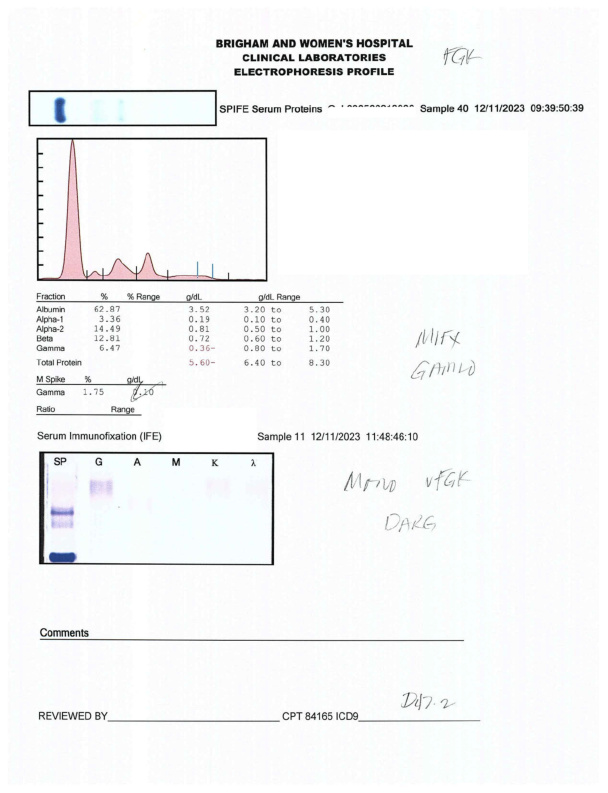 BRIGHAM AND WOMEN'S HOSPITAL
CLINICAL LABORATORIES
ELECTROPHORESIS PROFILE
FGK
SPIFE Serum Proteins Sample 40 12/11/2023 09:39:50:39
Fraction % % Range g/dL g/dL Range
Albumin 62.87 3.52 3.20 to 5.30
Alpha-1 3.36 0.19 0.10 to 0.40
Alpha-2 14.49 0.81 0.50 to 1.00
Beta 12.81 0.72 0.60 to 1.20
Gamma 6.47 0.36- 0.80 to 1.70
Total Protein 5.60- 6.40 to 8.30
MIFX
GAMLO
M Spike % g/dL
Gamma 1.75 0.10
Ratio Range
Serum Immunofixation (IFE) Sample 11 12/11/2023 11:48:46:10
SP G A M K λ
MONO vFGK
DARG
Comments
D47.2
REVIEWED BY CPT 84165 ICD9